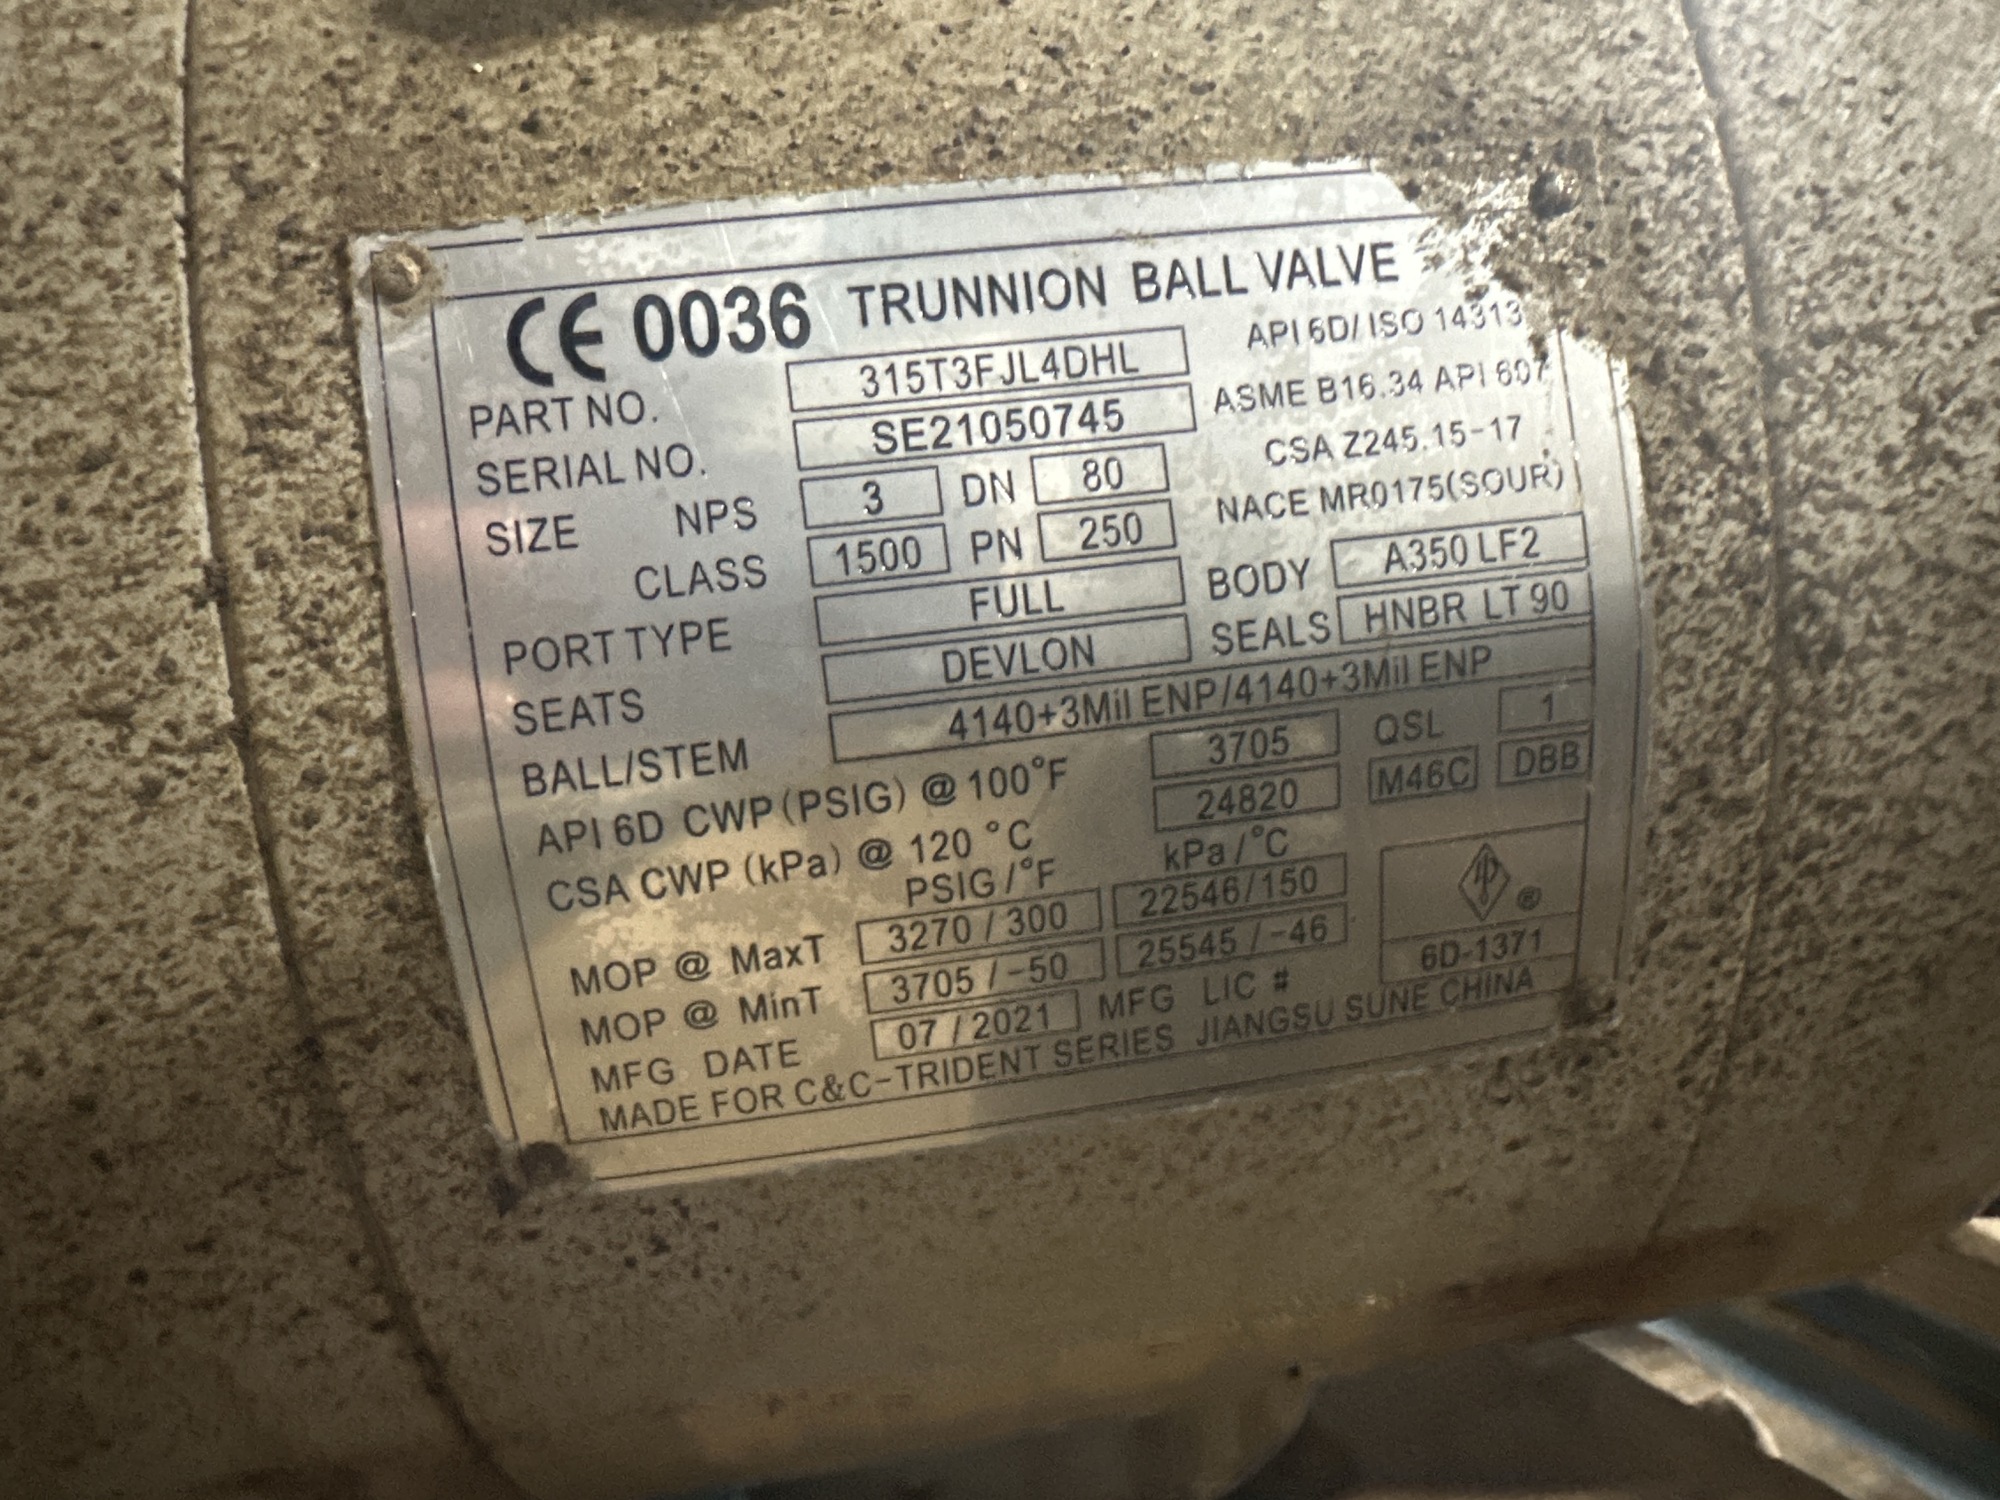 CE 0036 TRUNNION BALL VALVE
PART NO. 315T3FJL4DHL API 6D/ ISO 14313
SERIAL NO. SE21050745 ASME B16.34 API 607
SIZE NPS 3 DN 80 CSA Z245.15-17
CLASS 1500 PN 250 NACE MR0175(SOUR)
PORT TYPE FULL BODY A350 LF2
SEATS DEVLON SEALS HNBR LT 90
BALL/STEM 4140+3Mil ENP/4140+3Mil ENP
API 6D CWP (PSIG) @ 100°F 3705 QSL 1
CSA CWP (kPa) @ 120 °C 24820 M46C DBB
PSIG /°F kPa /°C
MOP @ MaxT 3270 / 300 22546/150
MOP @ MinT 3705 / -50 25545 / -46 ®
MFG DATE 07 / 2021 MFG LIC # 6D-1371
MADE FOR C&C-TRIDENT SERIES JIANGSU SUNE CHINA